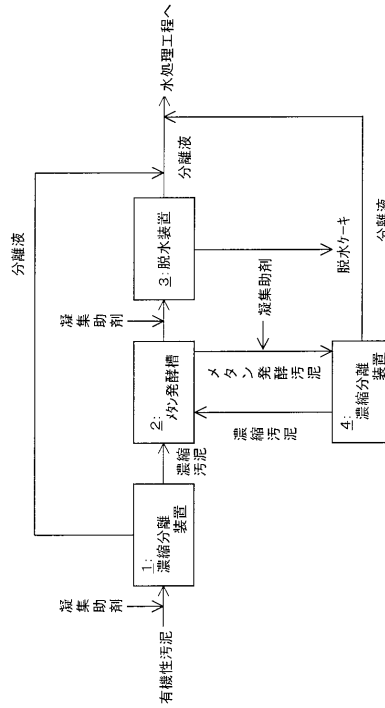 分離液
凝集助剤
凝集助剤
有機性汚泥
1:
濃縮分離
装置
濃縮
汚泥
2:
メタン発酵槽
3:脱水装置
分離液
水処理工程へ
濃縮
汚泥
メタン
発酵
汚泥
凝集助剤
脱水ケーキ
4:
濃縮分離
装置
分離液